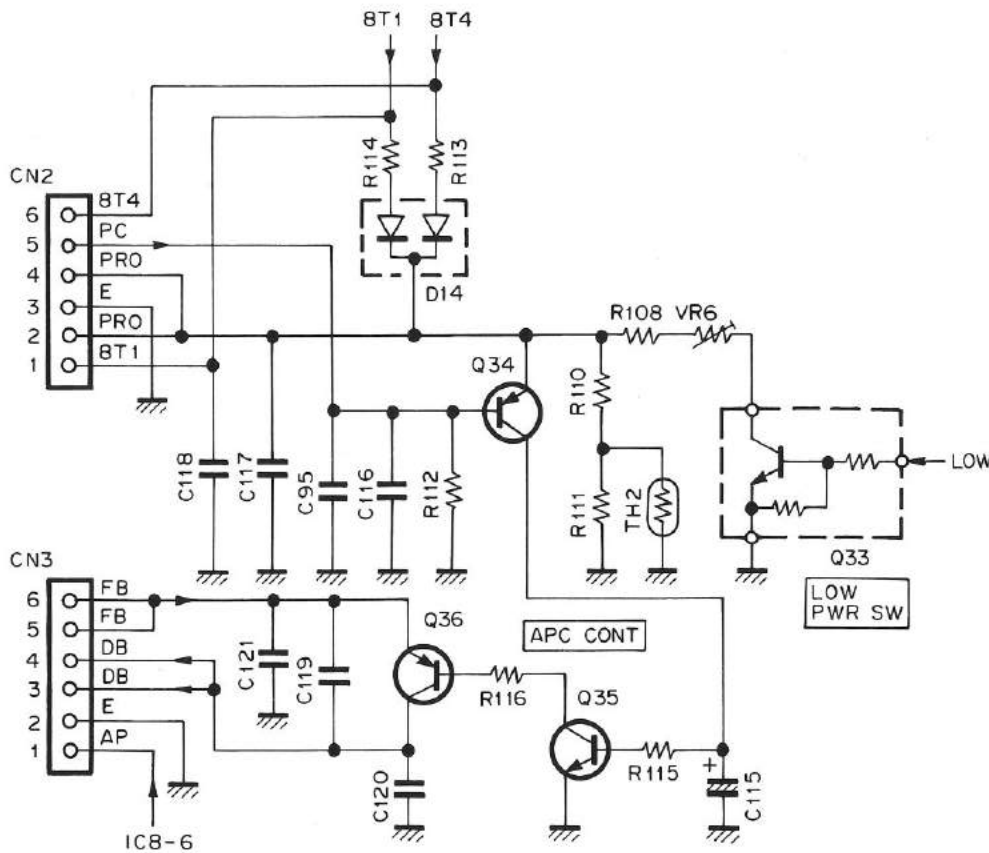 8T1 8T4
R114
R113
CN2
6 8T4
5 PC
4 PRO
3 E
2 PRO
1 8T1
D14
R108 VR6
Q34
R110
C118
C117
C95
C116
R112
R111
TH2
LOW
Q33
LOW
PWR SW
CN3
6 FB
5 FB
4 DB
3 DB
2 E
1 AP
C121
C119
Q36
APC CONT
R116
Q35
R115
+
C115
C120
IC8-6